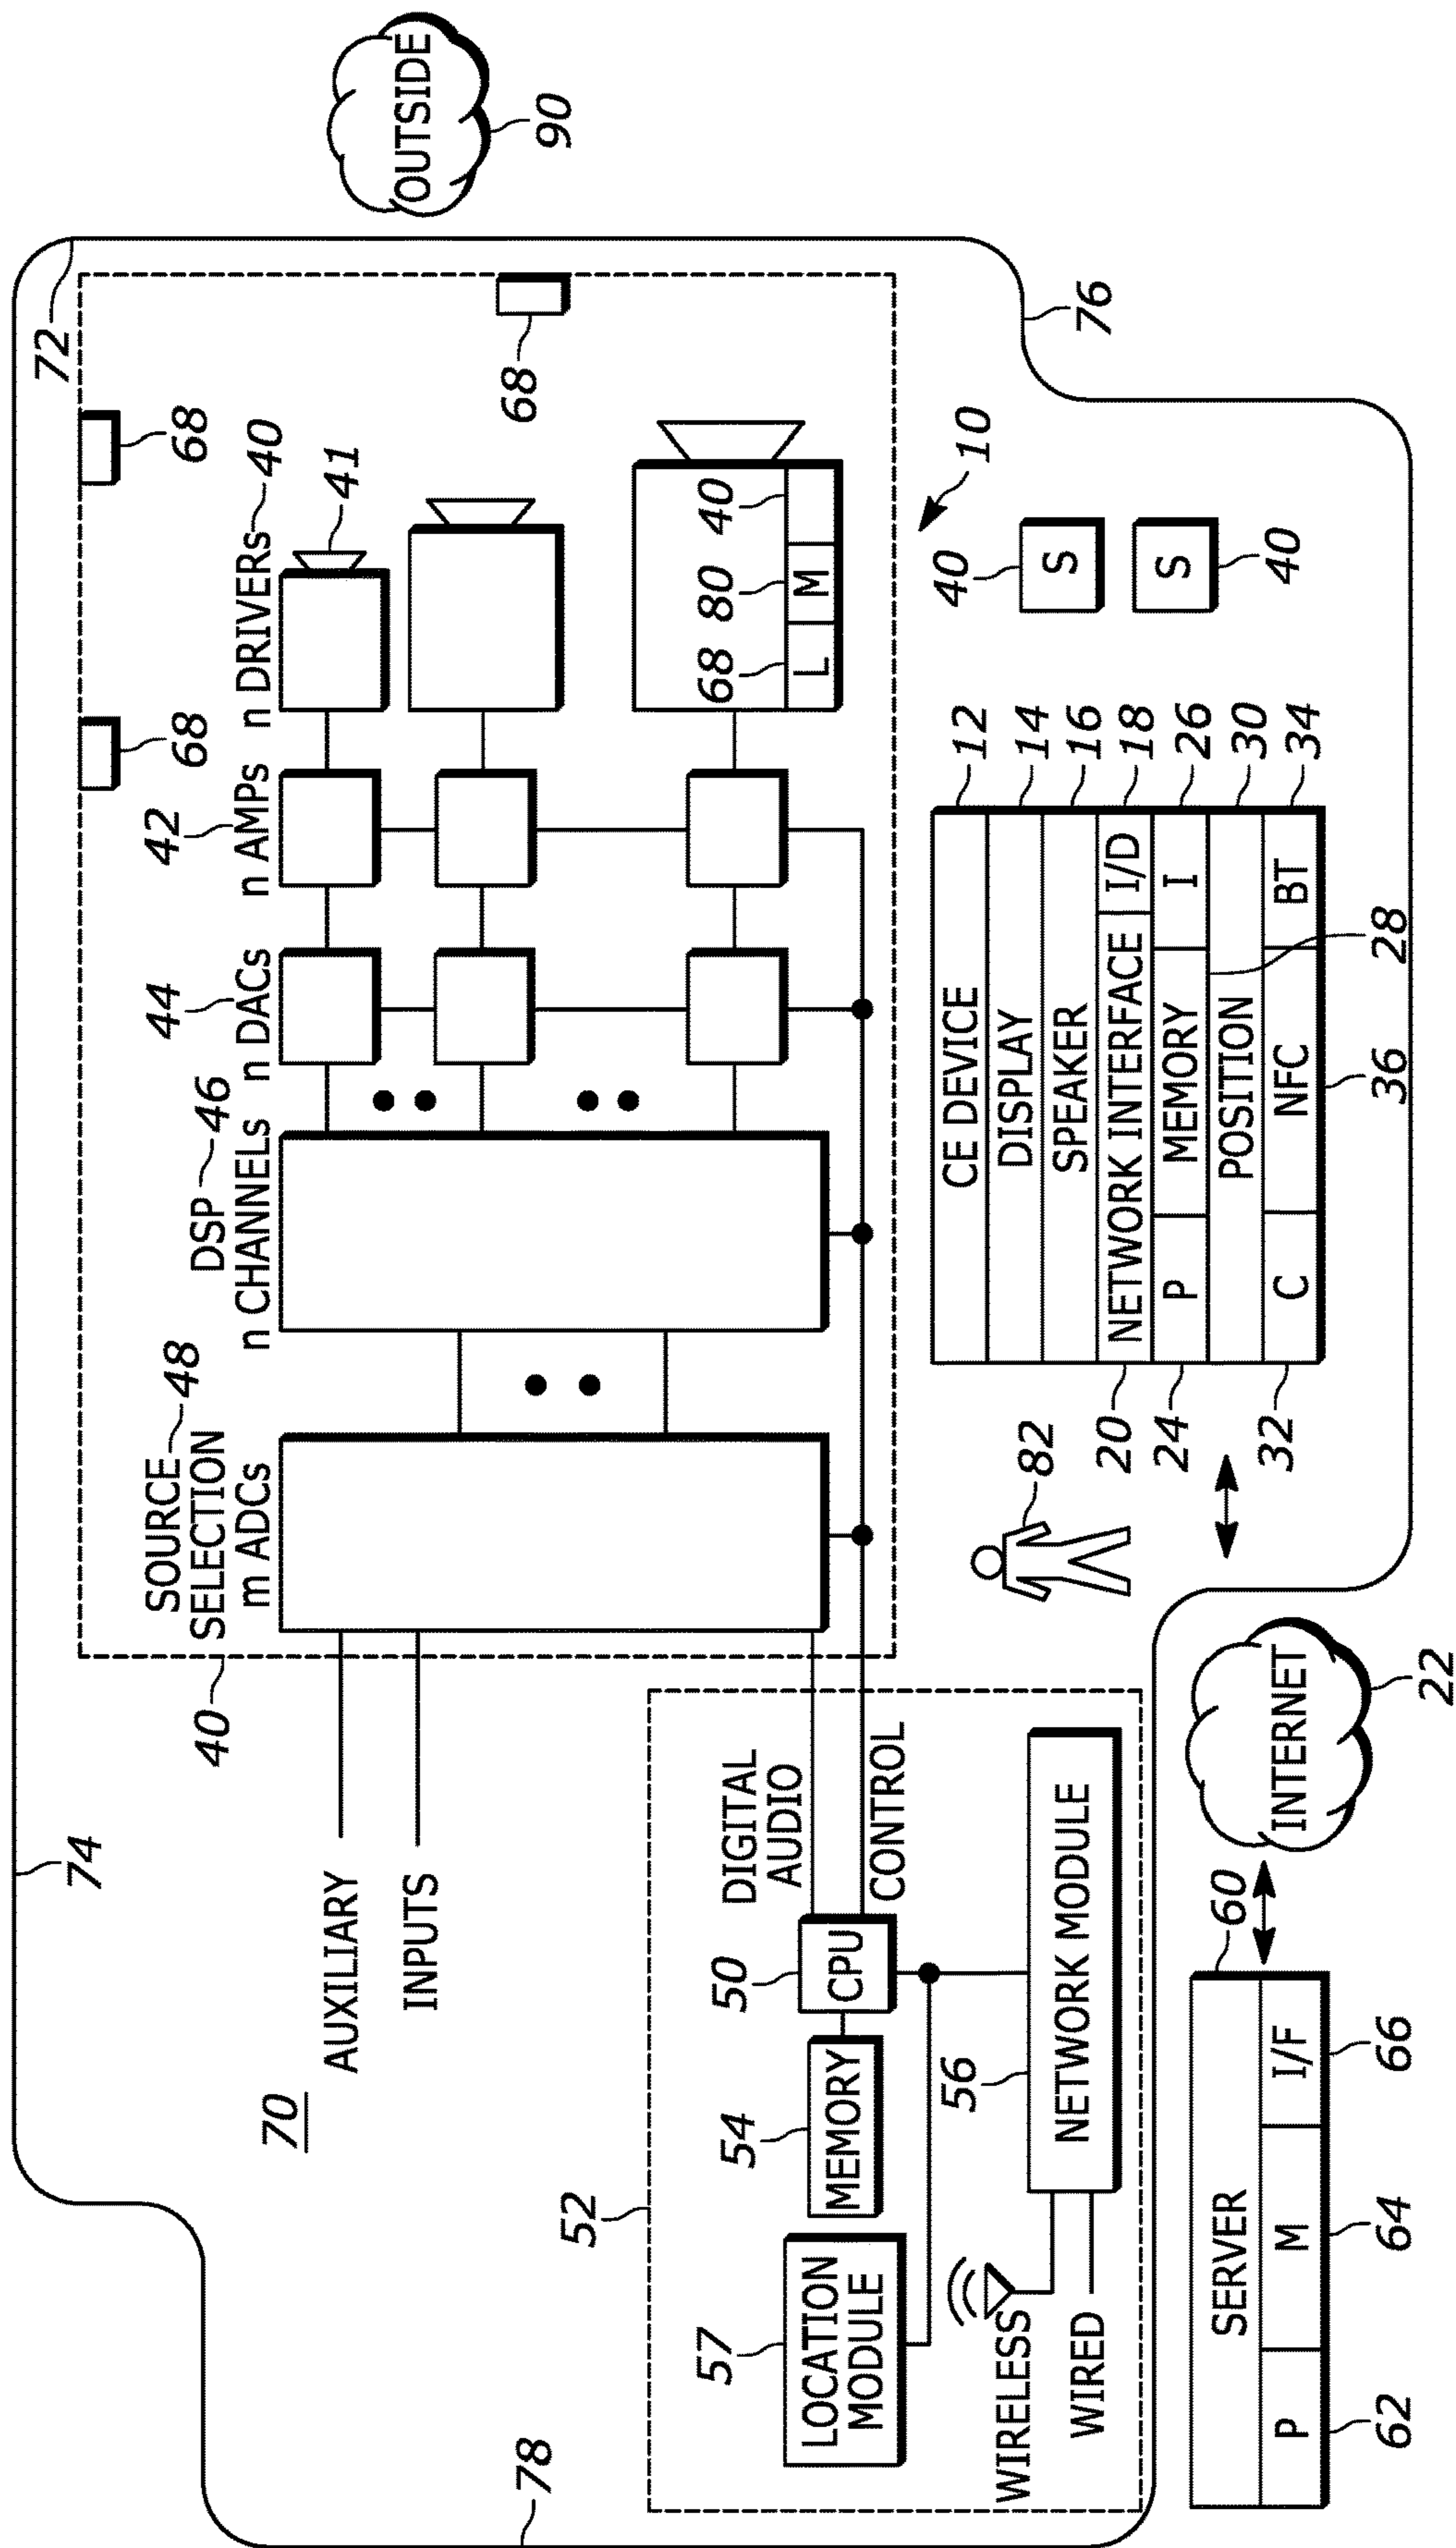 74
72
70
AUXILIARY
INPUTS
40
SOURCE 48
SELECTION
m ADCs
DSP 46
n CHANNELS
44
n DACs
42
n AMPs
n DRIVERs 40
41
68
68
68
68
80
40
L
M
OUTSIDE
90
76
10
40
S
S
40
52
57
LOCATION
MODULE
54
MEMORY
50
CPU
DIGITAL
AUDIO
CONTROL
56
NETWORK MODULE
WIRELESS
WIRED
78
82
CE DEVICE
12
DISPLAY
14
SPEAKER
16
20
NETWORK INTERFACE
I/D
18
24
P
MEMORY
I
26
28
POSITION
30
32
C
NFC
BT
34
36
SERVER
60
P
M
I/F
62
64
66
INTERNET
22